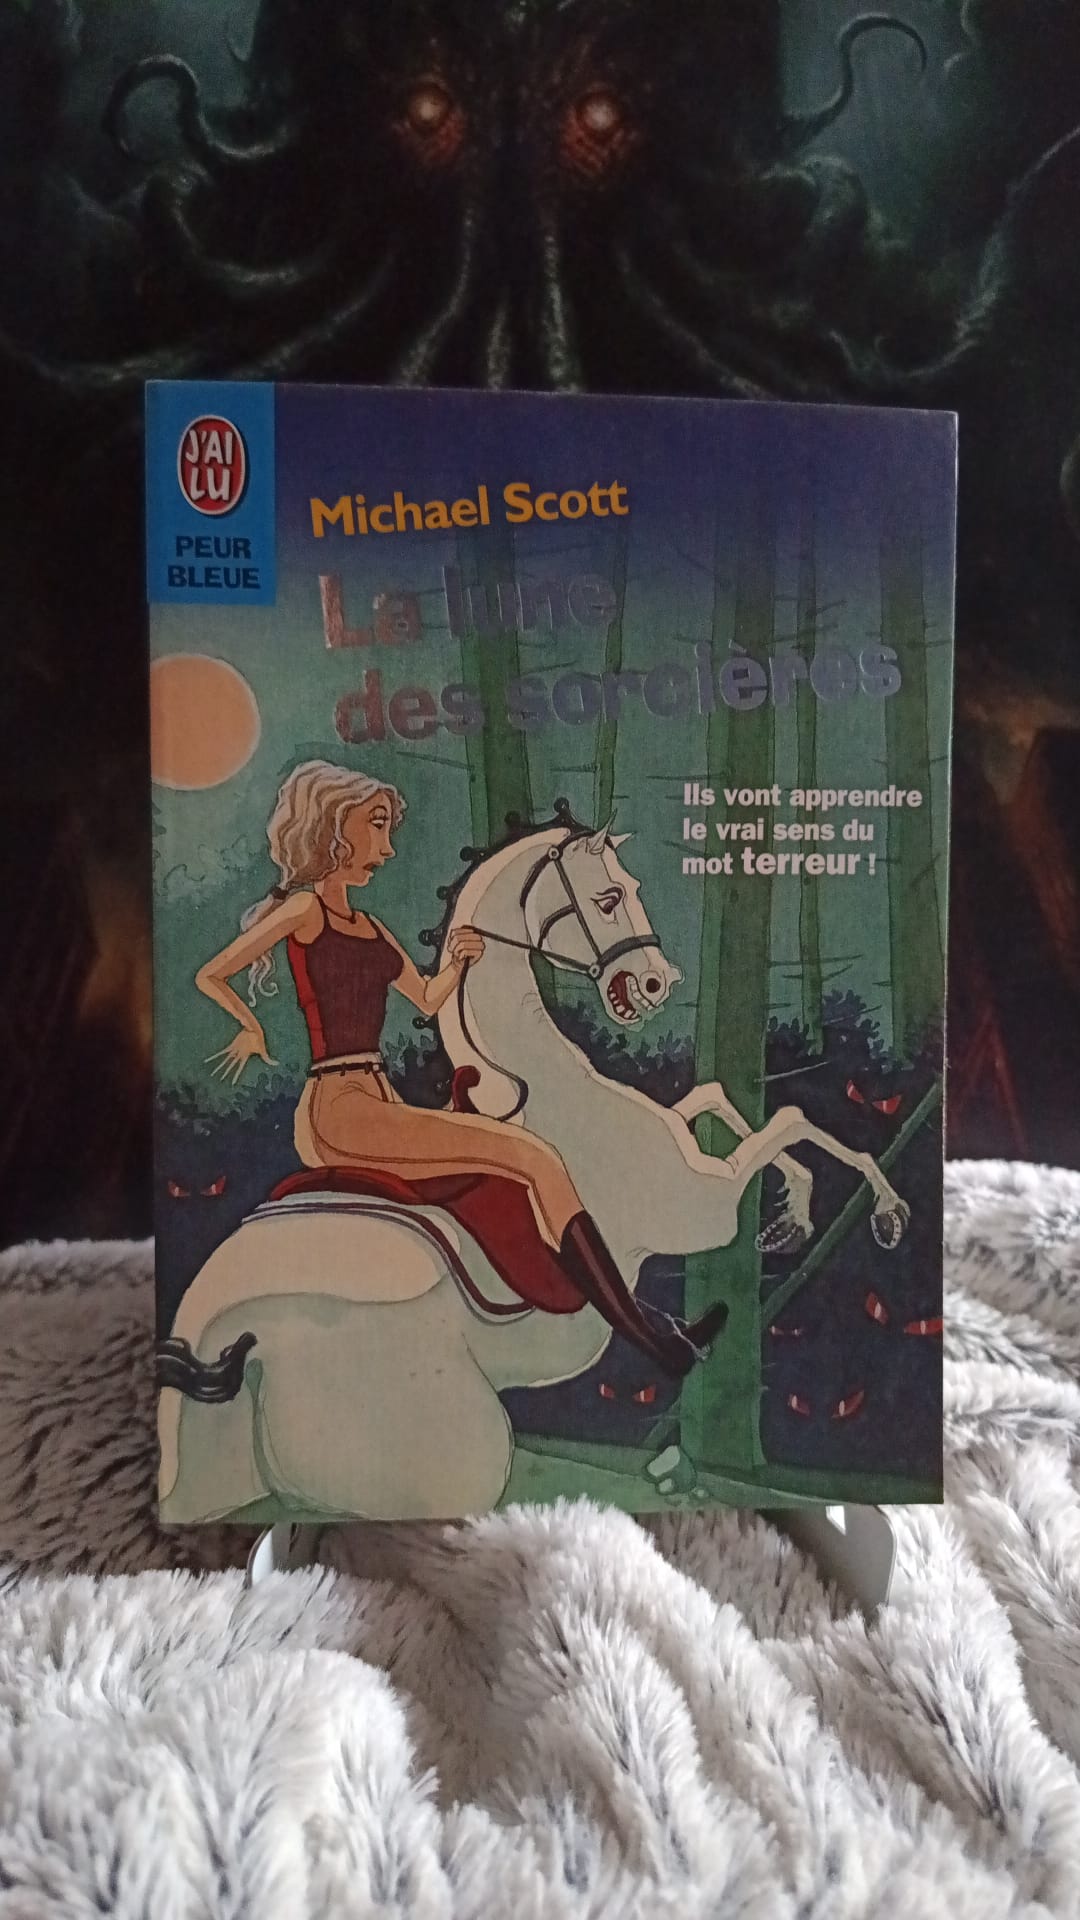 J'AI
LU
PEUR
BLEUE
Michael Scott
La lune
des sorcières
Ils vont apprendre
le vrai sens du
mot terreur !